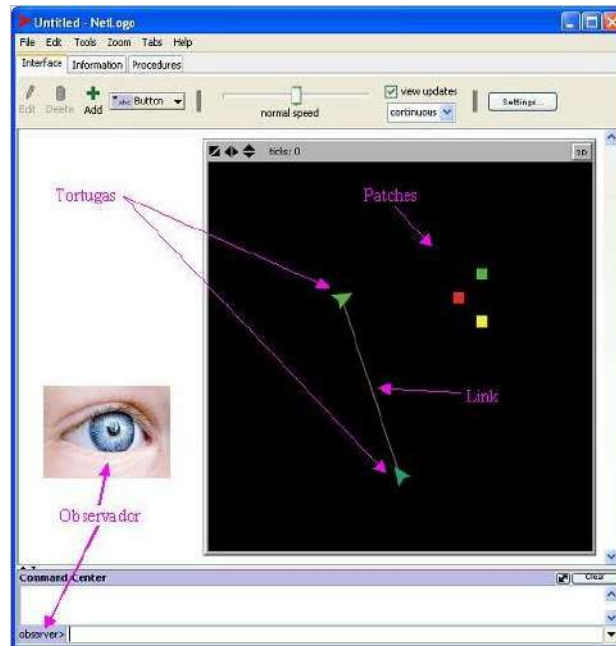 Untitled - NetLogo
File Edit Tools Zoom Tabs Help
Interface Information Procedures
Edit Delete Add abc Button normal speed view updates continuous Settings...
ticks: 0 3D
Tortugas
Patches
Link
Observador
Command Center Clear
observer>